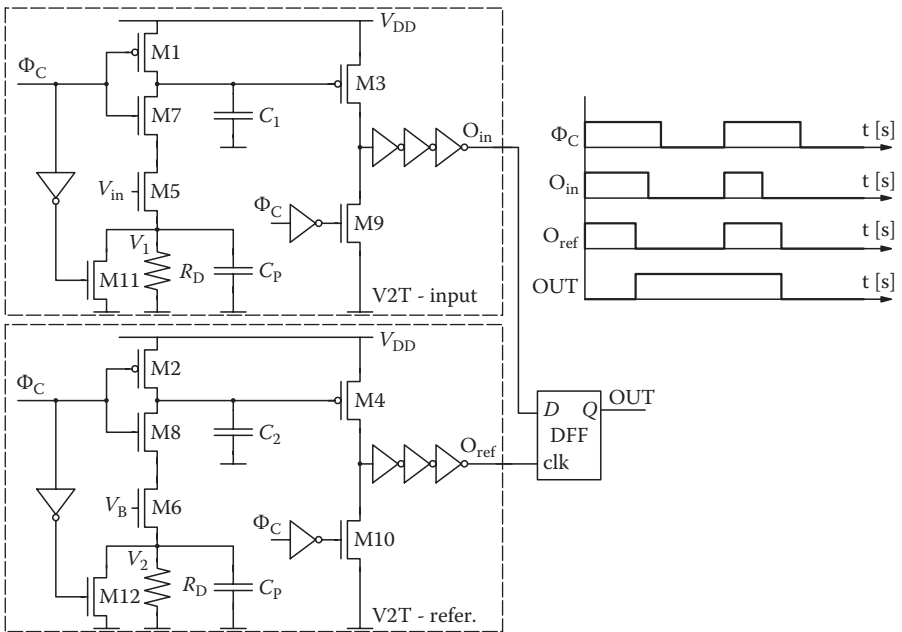 V_DD
M1
Φ_C
M3
M7
C_1
O_in
V_in
M5
Φ_C
M9
V_1
R_D
C_P
M11
V2T - input
V_DD
M2
Φ_C
M4
M8
C_2
O_ref
V_B
M6
Φ_C
M10
V_2
R_D
C_P
M12
V2T - refer.
D Q
DFF
clk
OUT
Φ_C t [s]
O_in t [s]
O_ref t [s]
OUT t [s]